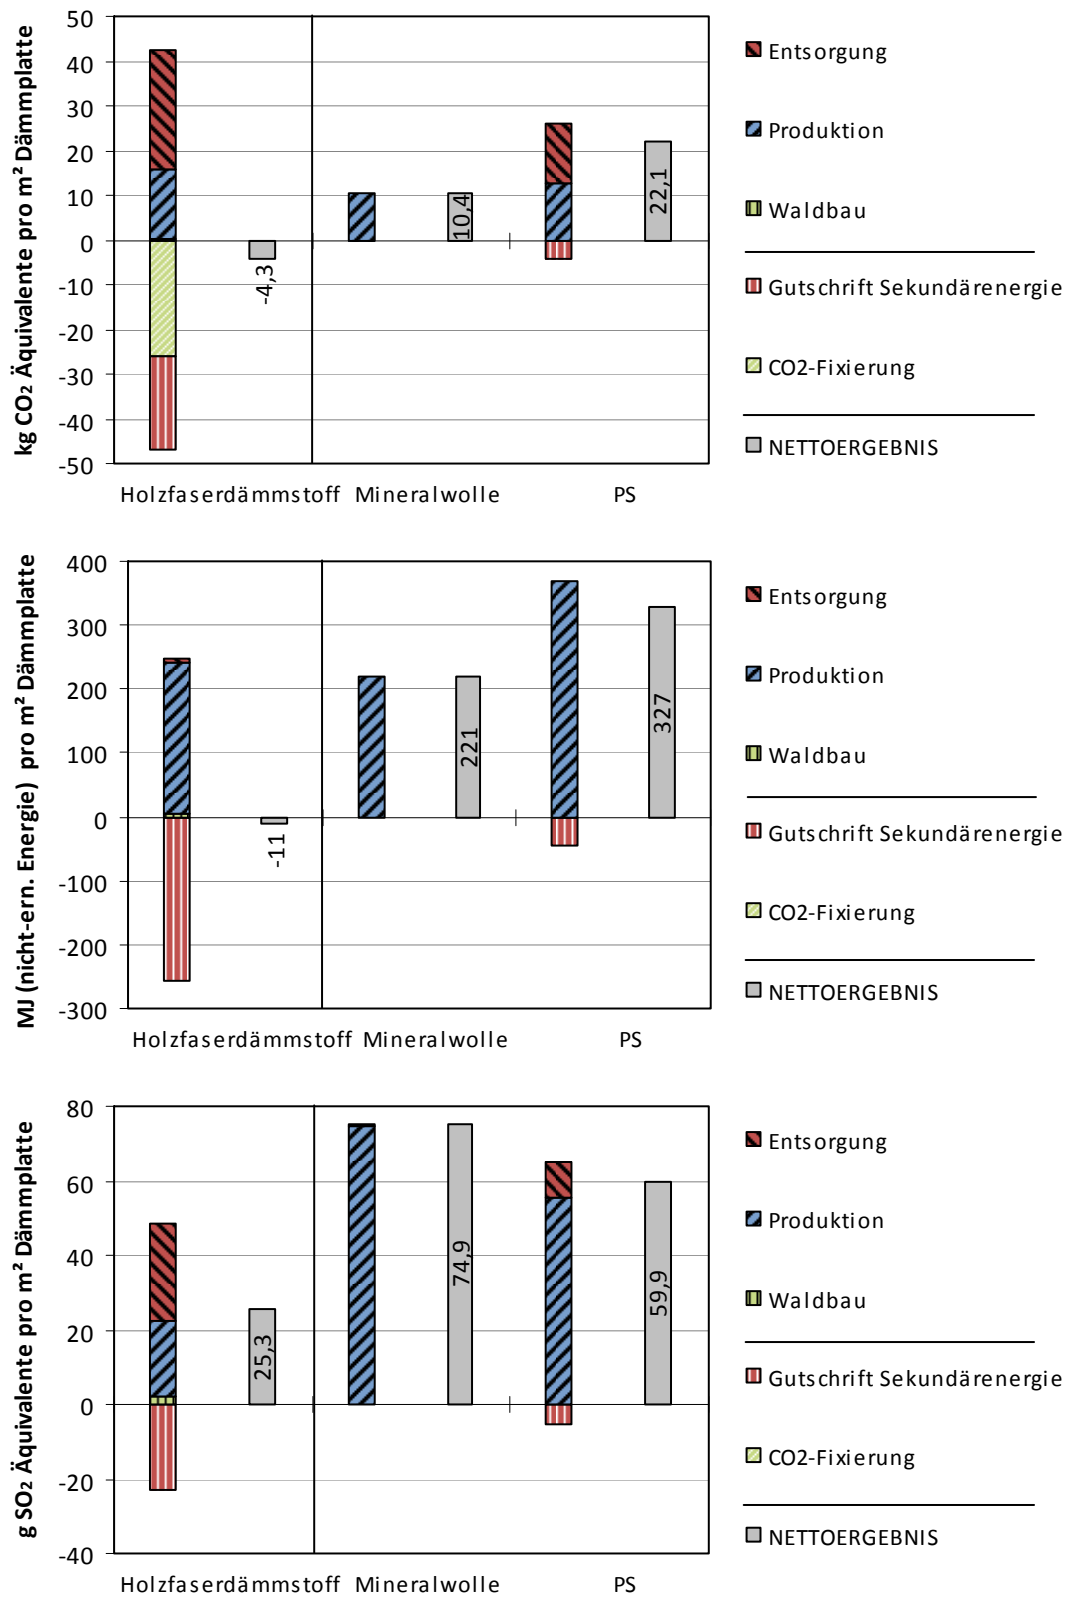 kg CO2 Äquivalente pro m² Dämmplatte
50
40
30
20
10
0
-10
-20
-30
-40
-50
-4,3
10,4
22,1
Holzfaserdämmstoff Mineralwolle PS
Entsorgung
Produktion
Waldbau
Gutschrift Sekundärenergie
CO2-Fixierung
NETTOERGEBNIS
MJ (nicht-ern. Energie) pro m² Dämmplatte
400
300
200
100
0
-100
-200
-300
-11
221
327
Holzfaserdämmstoff Mineralwolle PS
Entsorgung
Produktion
Waldbau
Gutschrift Sekundärenergie
CO2-Fixierung
NETTOERGEBNIS
g SO2 Äquivalente pro m² Dämmplatte
80
60
40
20
0
-20
-40
25,3
74,9
59,9
Holzfaserdämmstoff Mineralwolle PS
Entsorgung
Produktion
Waldbau
Gutschrift Sekundärenergie
CO2-Fixierung
NETTOERGEBNIS